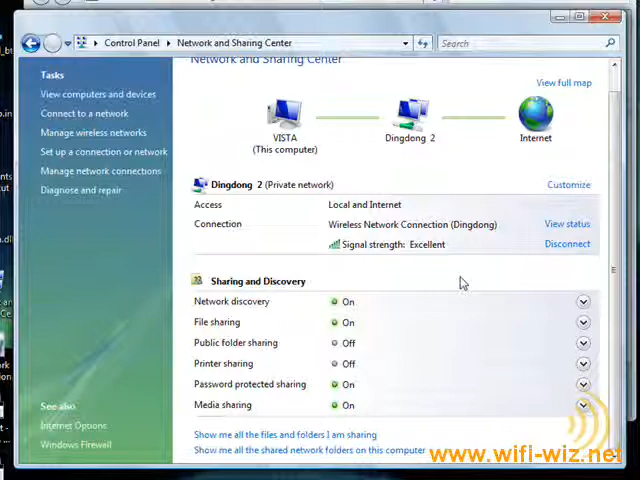 Control Panel
Network and Sharing Center
Search
Network and Sharing Center
Tasks
View computers and devices
Connect to a network
Manage wireless networks
Set up a connection or network
Manage network connections
Diagnose and repair
View full map
VISTA
(This computer)
Dingdong 2
Internet
Dingdong 2 (Private network)
Customize
Access
Local and Internet
Connection
Wireless Network Connection (Dingdong)
View status
Signal strength: Excellent
Disconnect
Sharing and Discovery
Network discovery
On
File sharing
On
Public folder sharing
Off
Printer sharing
Off
Password protected sharing
On
Media sharing
On
See also
Internet Options
Windows Firewall
Show me all the files and folders I am sharing
Show me all the shared network folders on this computer
www.wifi-wiz.net